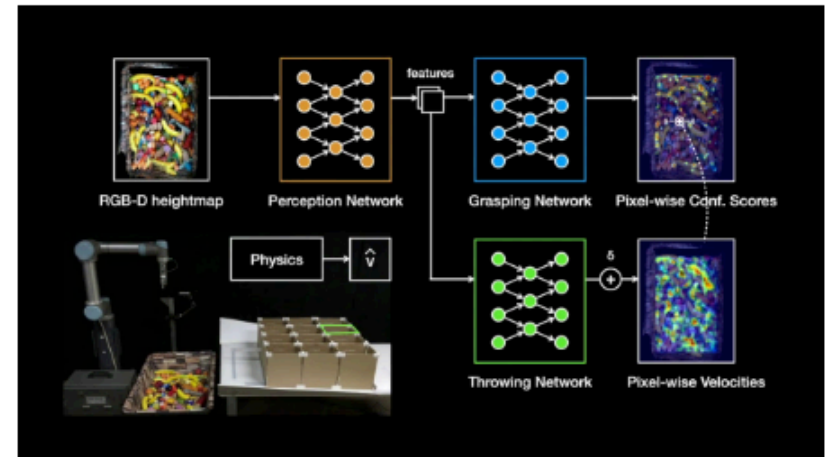 features
RGB-D heightmap
Perception Network
Grasping Network
Pixel-wise Conf. Scores
Physics
v̂
δ
+
Throwing Network
Pixel-wise Velocities